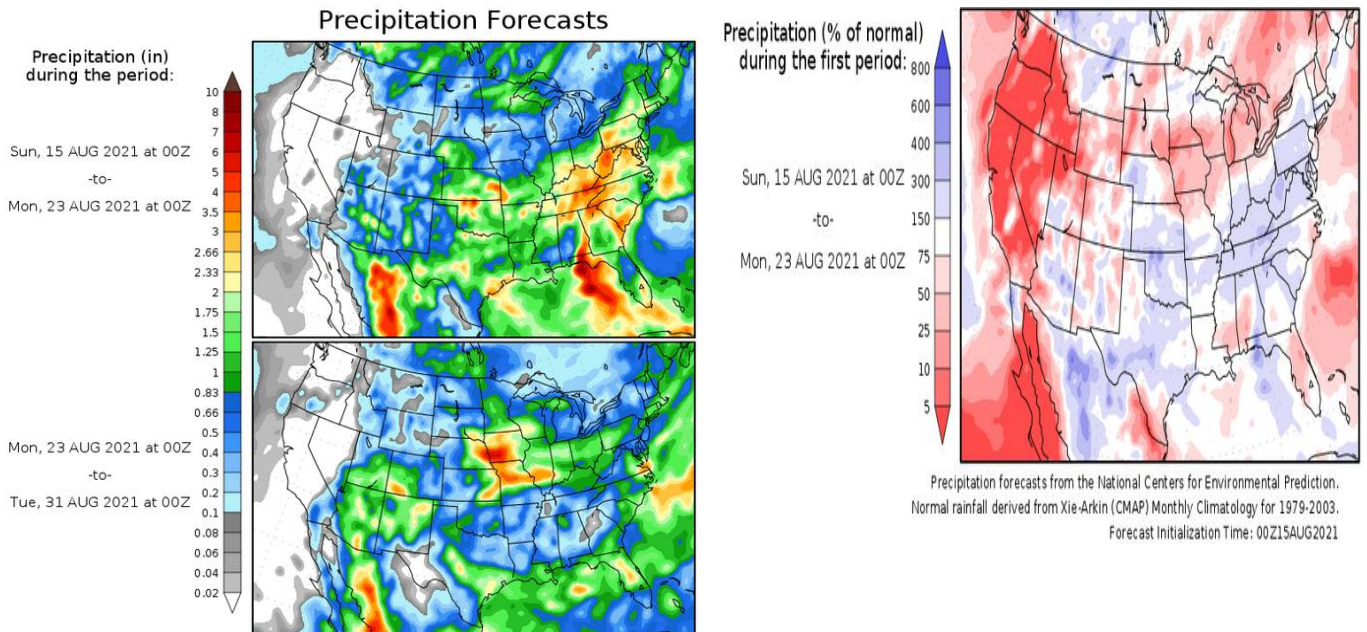 Precipitation Forecasts
Precipitation (in)
during the period:
10
8
7
6
5
4
3.5
3
2.66
2.33
2
1.75
1.5
1.25
1
0.83
0.66
0.5
0.4
0.3
0.2
0.1
0.08
0.06
0.04
0.02
Sun, 15 AUG 2021 at 00Z
-to-
Mon, 23 AUG 2021 at 00Z
Mon, 23 AUG 2021 at 00Z
-to-
Tue, 31 AUG 2021 at 00Z
Precipitation (% of normal)
during the first period:
800
600
400
300
150
75
50
25
10
5
Sun, 15 AUG 2021 at 00Z
-to-
Mon, 23 AUG 2021 at 00Z
Precipitation forecasts from the National Centers for Environmental Prediction.
Normal rainfall derived from Xie-Arkin (CMAP) Monthly Climatology for 1979-2003.
Forecast Initialization Time: 00Z15AUG2021